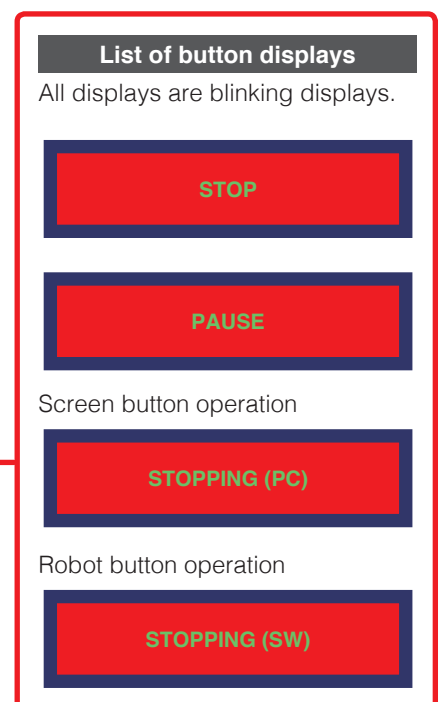 List of button displays
All displays are blinking displays.
STOP
PAUSE
Screen button operation
STOPPING (PC)
Robot button operation
STOPPING (SW)